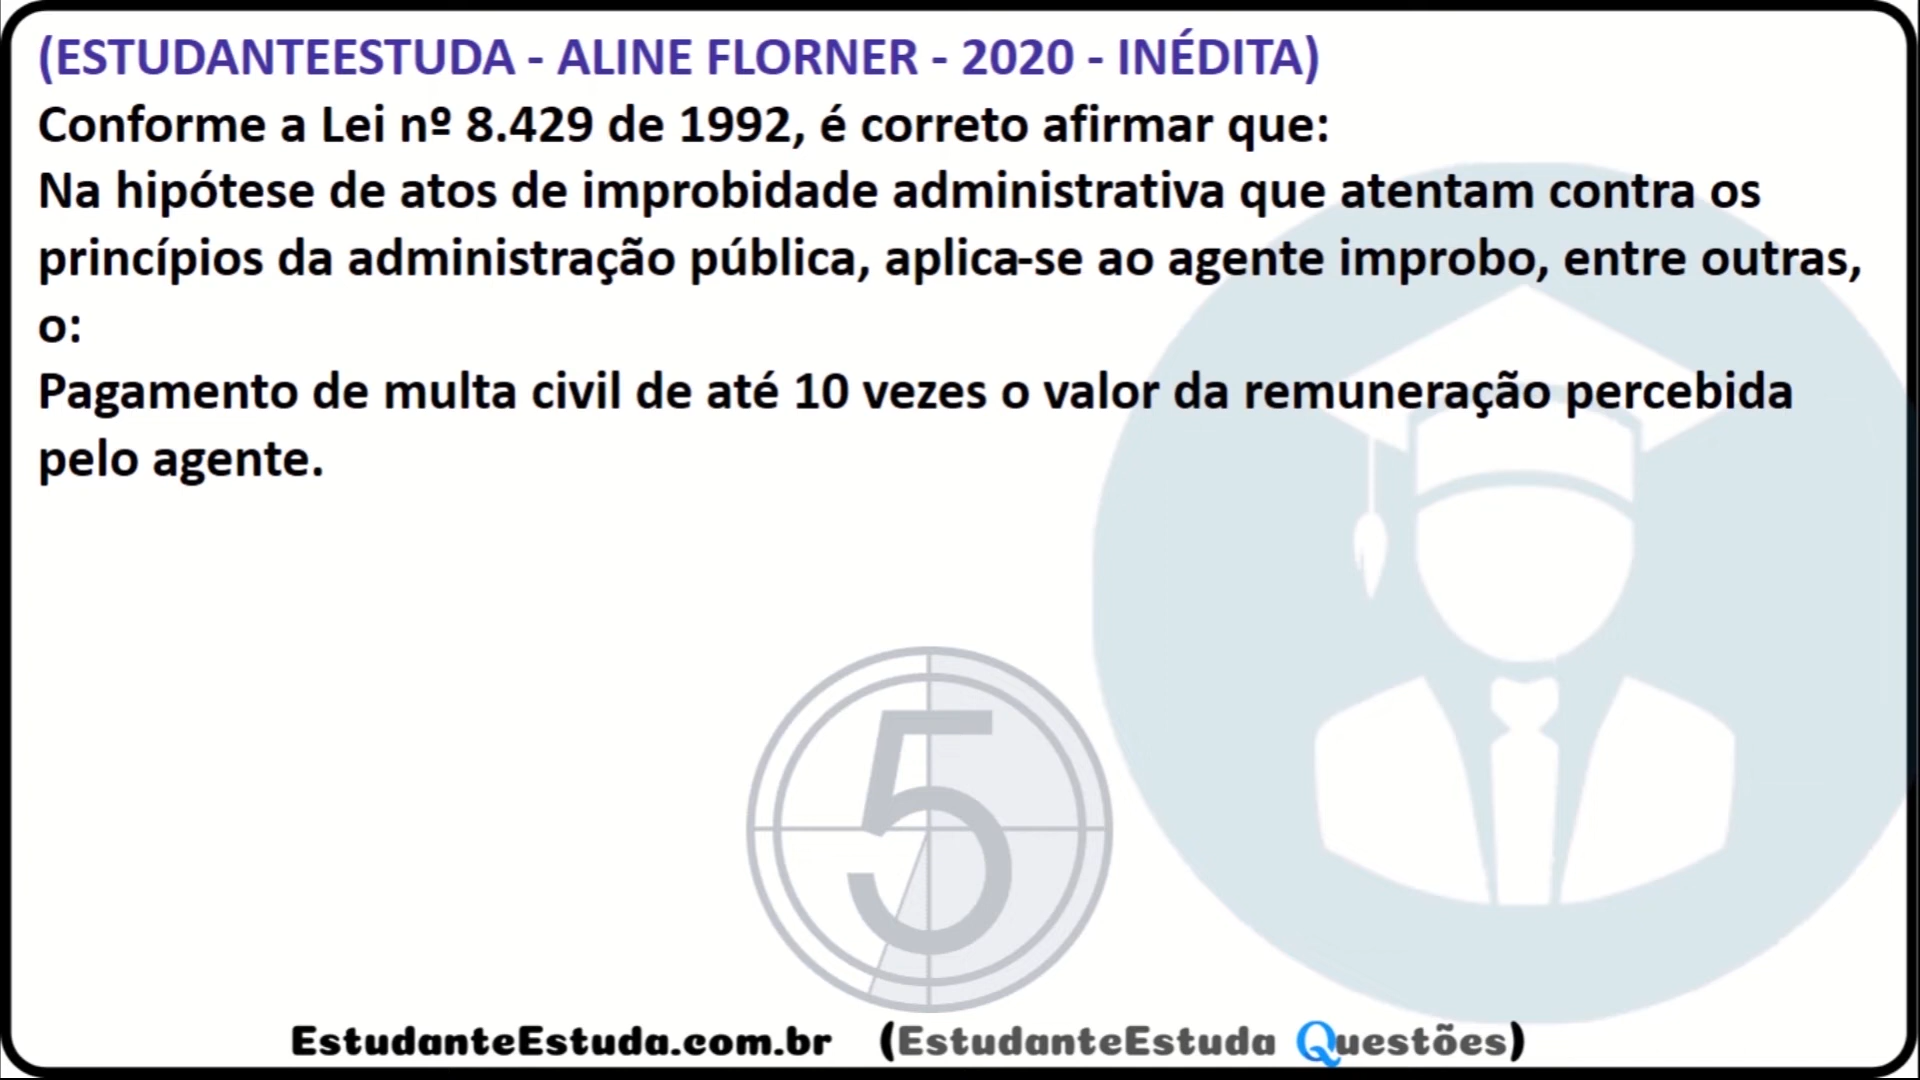 (ESTUDANTEESTUDA - ALINE FLORNER - 2020 - INÉDITA)
Conforme a Lei nº 8.429 de 1992, é correto afirmar que:
Na hipótese de atos de improbidade administrativa que atentam contra os
princípios da administração pública, aplica-se ao agente improbo, entre outras,
o:
Pagamento de multa civil de até 10 vezes o valor da remuneração percebida
pelo agente.
5
EstudanteEstuda.com.br (EstudanteEstuda Questões)